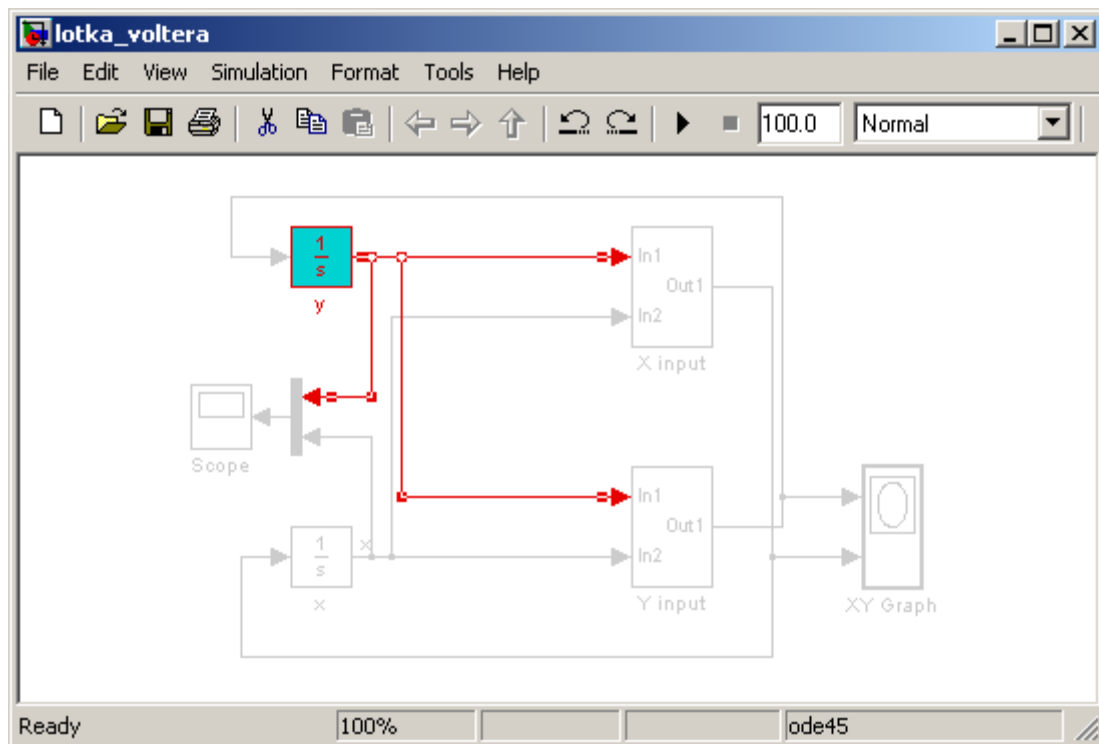 lotka_voltera
File Edit View Simulation Format Tools Help
100.0 Normal
1
s
y
In1
Out1
In2
X input
Scope
1
s
x
x
In1
Out1
In2
Y input
XY Graph
Ready 100% ode45